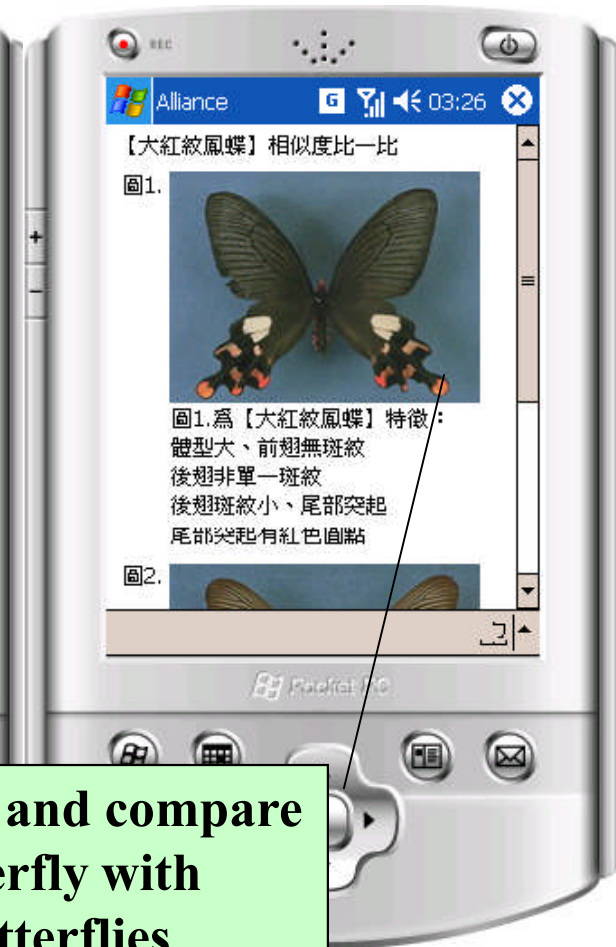 REC
Alliance
G 03:26
【大紅紋鳳蝶】相似度比一比
圖1.
圖1.爲【大紅紋鳳蝶】特徵：
體型大、前翅無斑紋
後翅非單一斑紋
後翅斑紋小、尾部突起
尾部突起有紅色圓點
圖2.
Pocket PC
+
−
and compare
erfly with
tterflies